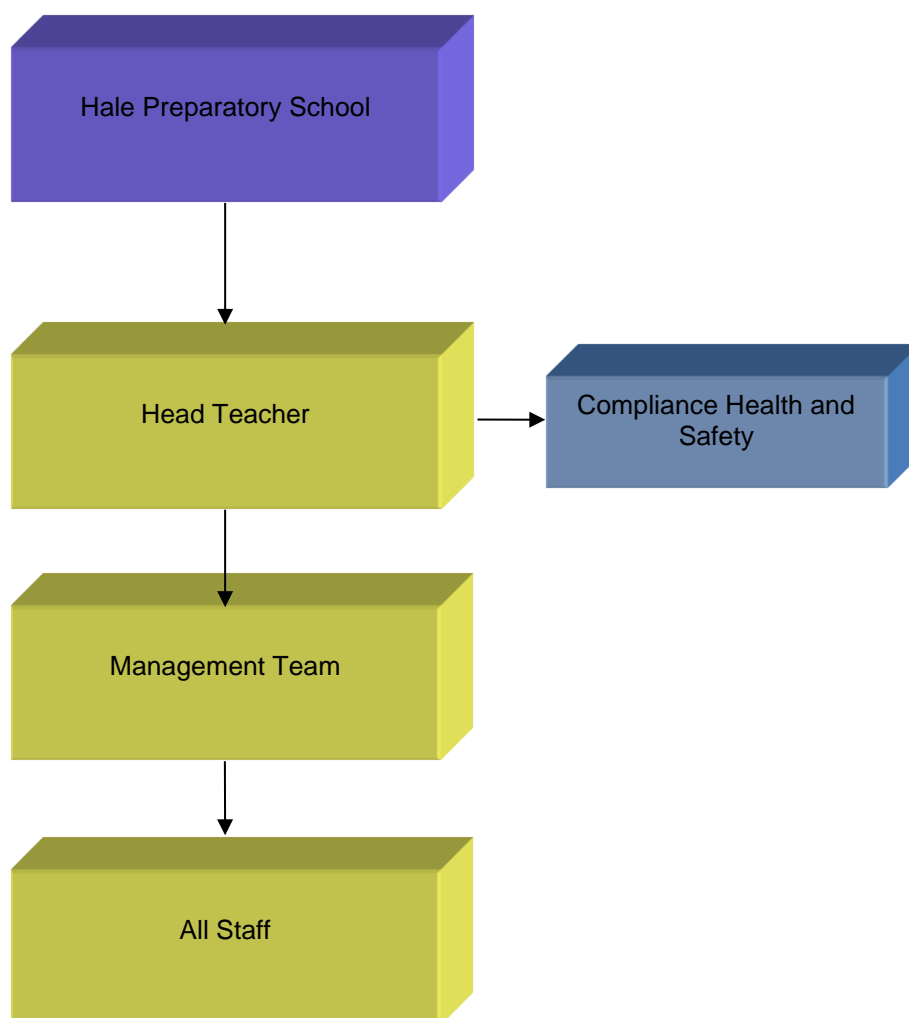 Hale Preparatory School
Head Teacher
Compliance Health and
Safety
Management Team
All Staff